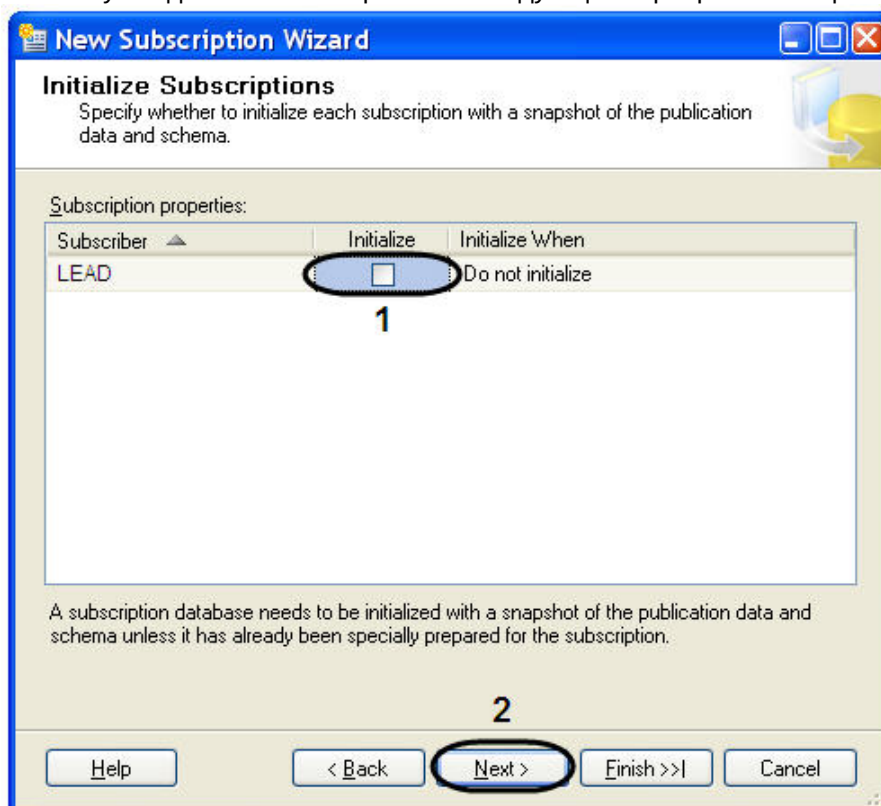 New Subscription Wizard
Initialize Subscriptions
Specify whether to initialize each subscription with a snapshot of the publication
data and schema.
Subscription properties:
Subscriber Initialize Initialize When
LEAD Do not initialize
1
A subscription database needs to be initialized with a snapshot of the publication data and
schema unless it has already been specially prepared for the subscription.
2
Help < Back Next > Finish >>| Cancel